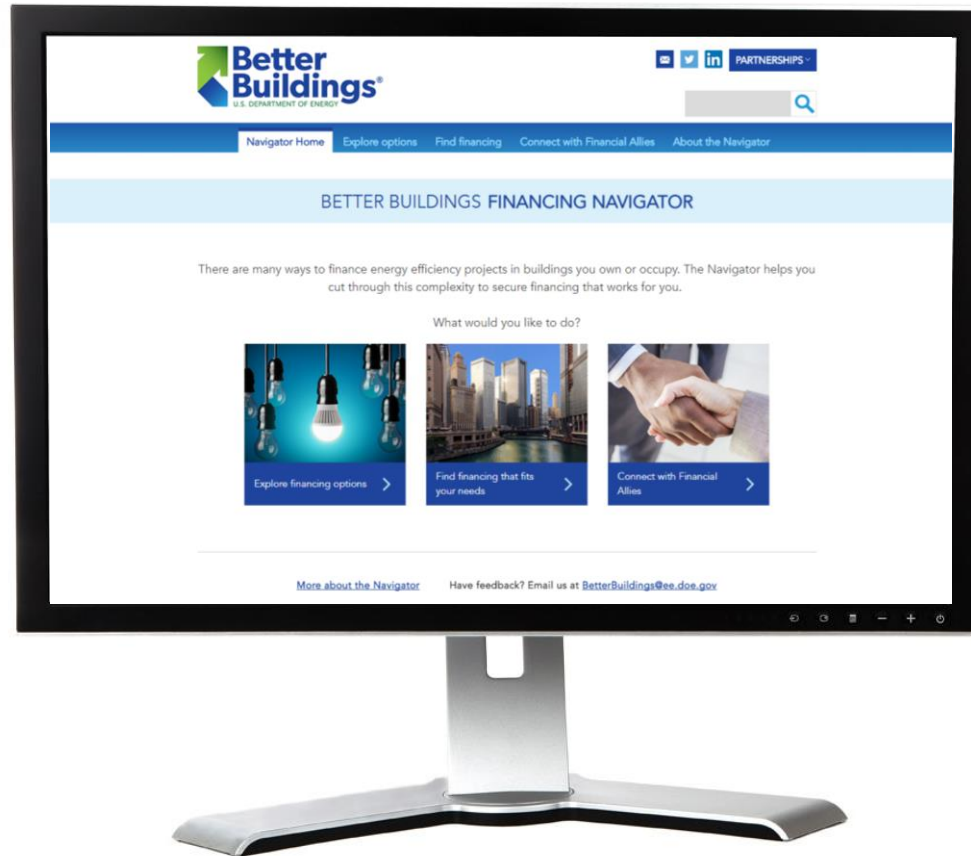 Better
Buildings®
U.S. DEPARTMENT OF ENERGY
in
PARTNERSHIPS
Navigator Home Explore options Find financing Connect with Financial Allies About the Navigator
BETTER BUILDINGS FINANCING NAVIGATOR
There are many ways to finance energy efficiency projects in buildings you own or occupy. The Navigator helps you
cut through this complexity to secure financing that works for you.
What would you like to do?
Explore financing options
Find financing that fits
your needs
Connect with Financial
Allies
More about the Navigator Have feedback? Email us at BetterBuildings@ee.doe.gov